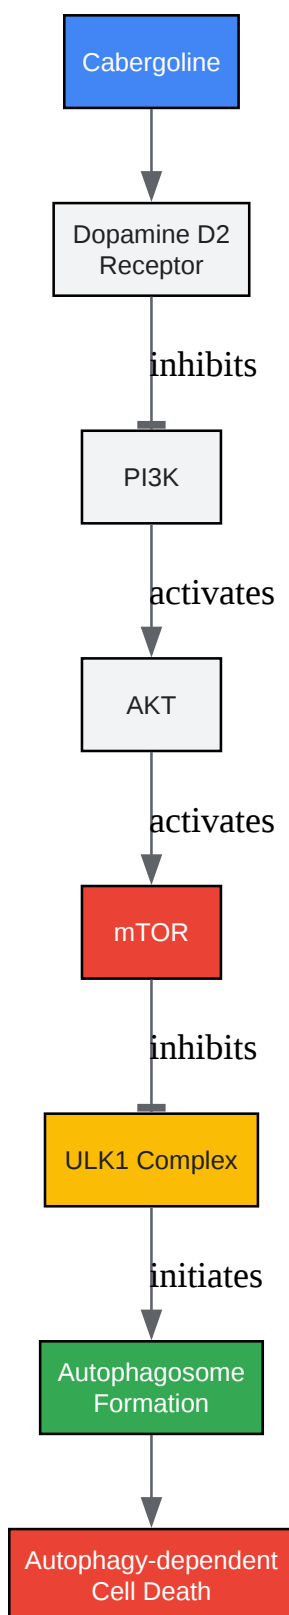 Cabergoline
Dopamine D2
Receptor
inhibits
PI3K
activates
AKT
activates
mTOR
inhibits
ULK1 Complex
initiates
Autophagosome
Formation
Autophagy-dependent
Cell Death